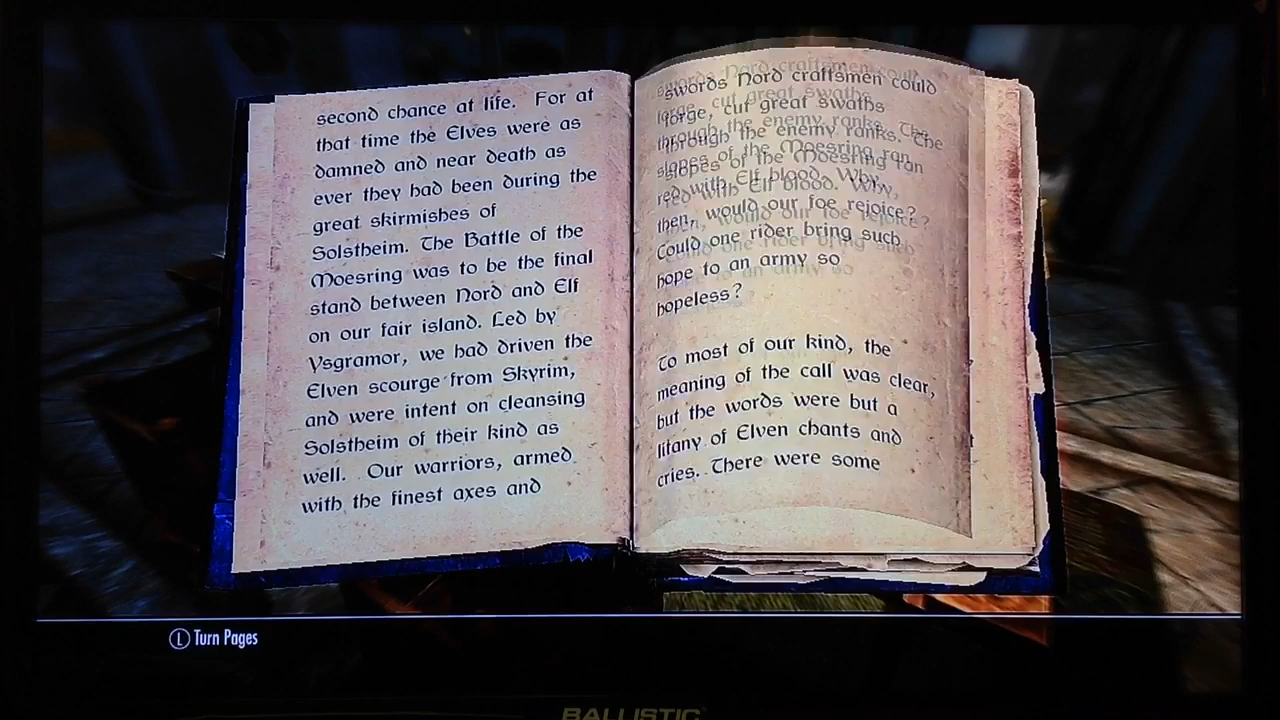 second chance at life. For at
that time the Elves were as
damned and near death as
ever they had been during the
great skirmishes of
Solstheim. The Battle of the
Moesring was to be the final
stand between Nord and Elf
on our fair island. Led by
Ysgramor, we had driven the
Elven scourge from Skyrim,
and were intent on cleansing
Solstheim of their kind as
well. Our warriors, armed
with the finest axes and
swords Nord craftsmen could
forge, cut great swaths
through the enemy ranks. The
slopes of the Moesring ran
red with Elf blood. Why,
then, would our foe rejoice?
Could one rider bring such
hope to an army so
hopeless?
To most of our kind, the
meaning of the call was clear,
but the words were but a
litany of Elven chants and
cries. There were some
L Turn Pages
BALLISTIC